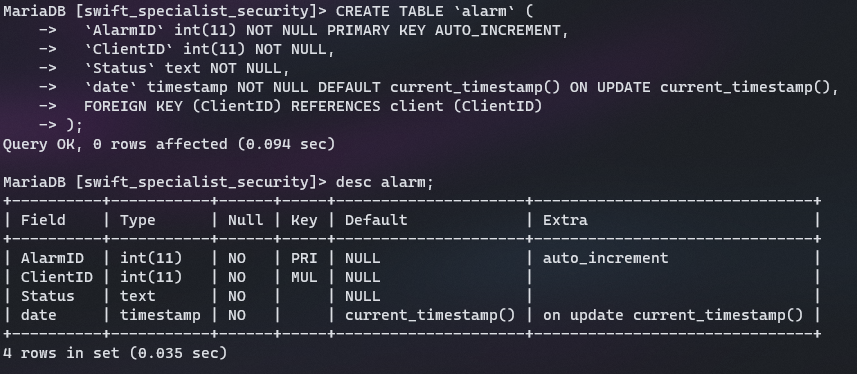 MariaDB [swift_specialist_security]> CREATE TABLE `alarm` (
    ->   `AlarmID` int(11) NOT NULL PRIMARY KEY AUTO_INCREMENT,
    ->   `ClientID` int(11) NOT NULL,
    ->   `Status` text NOT NULL,
    ->   `date` timestamp NOT NULL DEFAULT current_timestamp() ON UPDATE current_timestamp(),
    ->   FOREIGN KEY (ClientID) REFERENCES client (ClientID)
    -> );
Query OK, 0 rows affected (0.094 sec)

MariaDB [swift_specialist_security]> desc alarm;
+----------+-----------+------+-----+---------------------+-------------------------------+
| Field    | Type      | Null | Key | Default             | Extra                         |
+----------+-----------+------+-----+---------------------+-------------------------------+
| AlarmID  | int(11)   | NO   | PRI | NULL                | auto_increment                |
| ClientID | int(11)   | NO   | MUL | NULL                |                               |
| Status   | text      | NO   |     | NULL                |                               |
| date     | timestamp | NO   |     | current_timestamp() | on update current_timestamp() |
+----------+-----------+------+-----+---------------------+-------------------------------+
4 rows in set (0.035 sec)